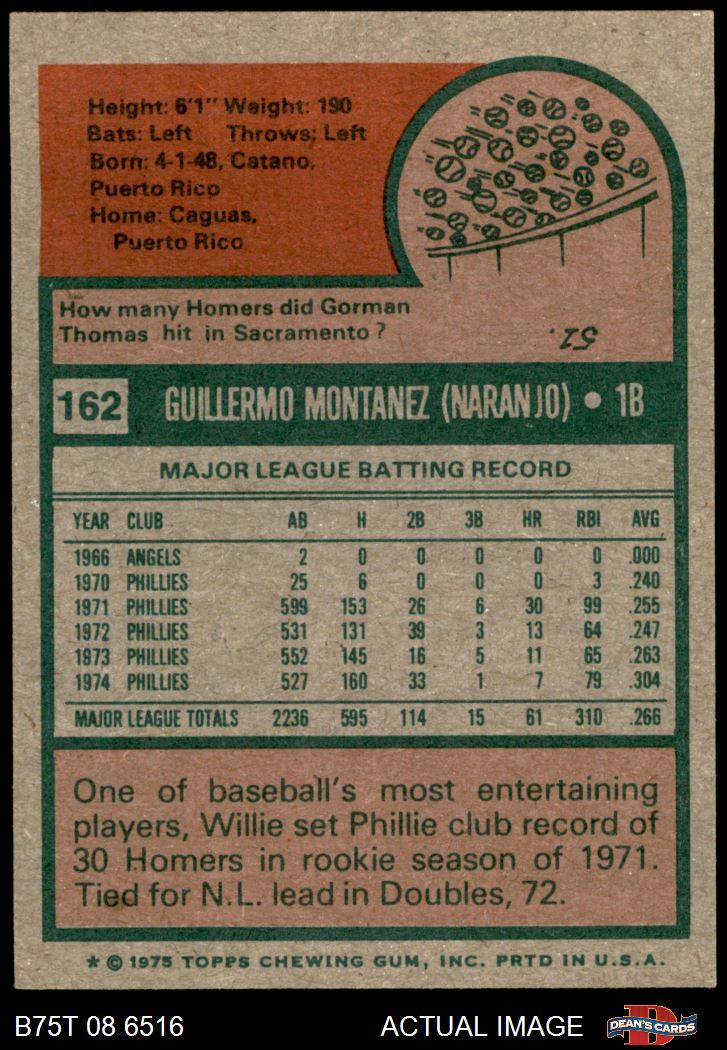 Height: 6'1" Weight: 190
Bats: Left Throws: Left
Born: 4-1-48, Catano,
Puerto Rico
Home: Caguas,
Puerto Rico
How many Homers did Gorman
Thomas hit in Sacramento?
51.
162 GUILLERMO MONTANEZ (NARANJO) • 1B
MAJOR LEAGUE BATTING RECORD
YEAR CLUB AB H 2B 3B HR RBI AVG
1966 ANGELS 2 0 0 0 0 0 .000
1970 PHILLIES 25 6 0 0 0 3 .240
1971 PHILLIES 599 153 26 6 30 99 .255
1972 PHILLIES 531 131 39 3 13 64 .247
1973 PHILLIES 552 145 16 5 11 65 .263
1974 PHILLIES 527 160 33 1 7 79 .304
MAJOR LEAGUE TOTALS 2236 595 114 15 61 310 .266
One of baseball's most entertaining
players, Willie set Phillie club record of
30 Homers in rookie season of 1971.
Tied for N.L. lead in Doubles, 72.
* © 1975 TOPPS CHEWING GUM, INC. PRTD IN U.S.A.
B75T 08 6516 ACTUAL IMAGE DEAN'S CARDS